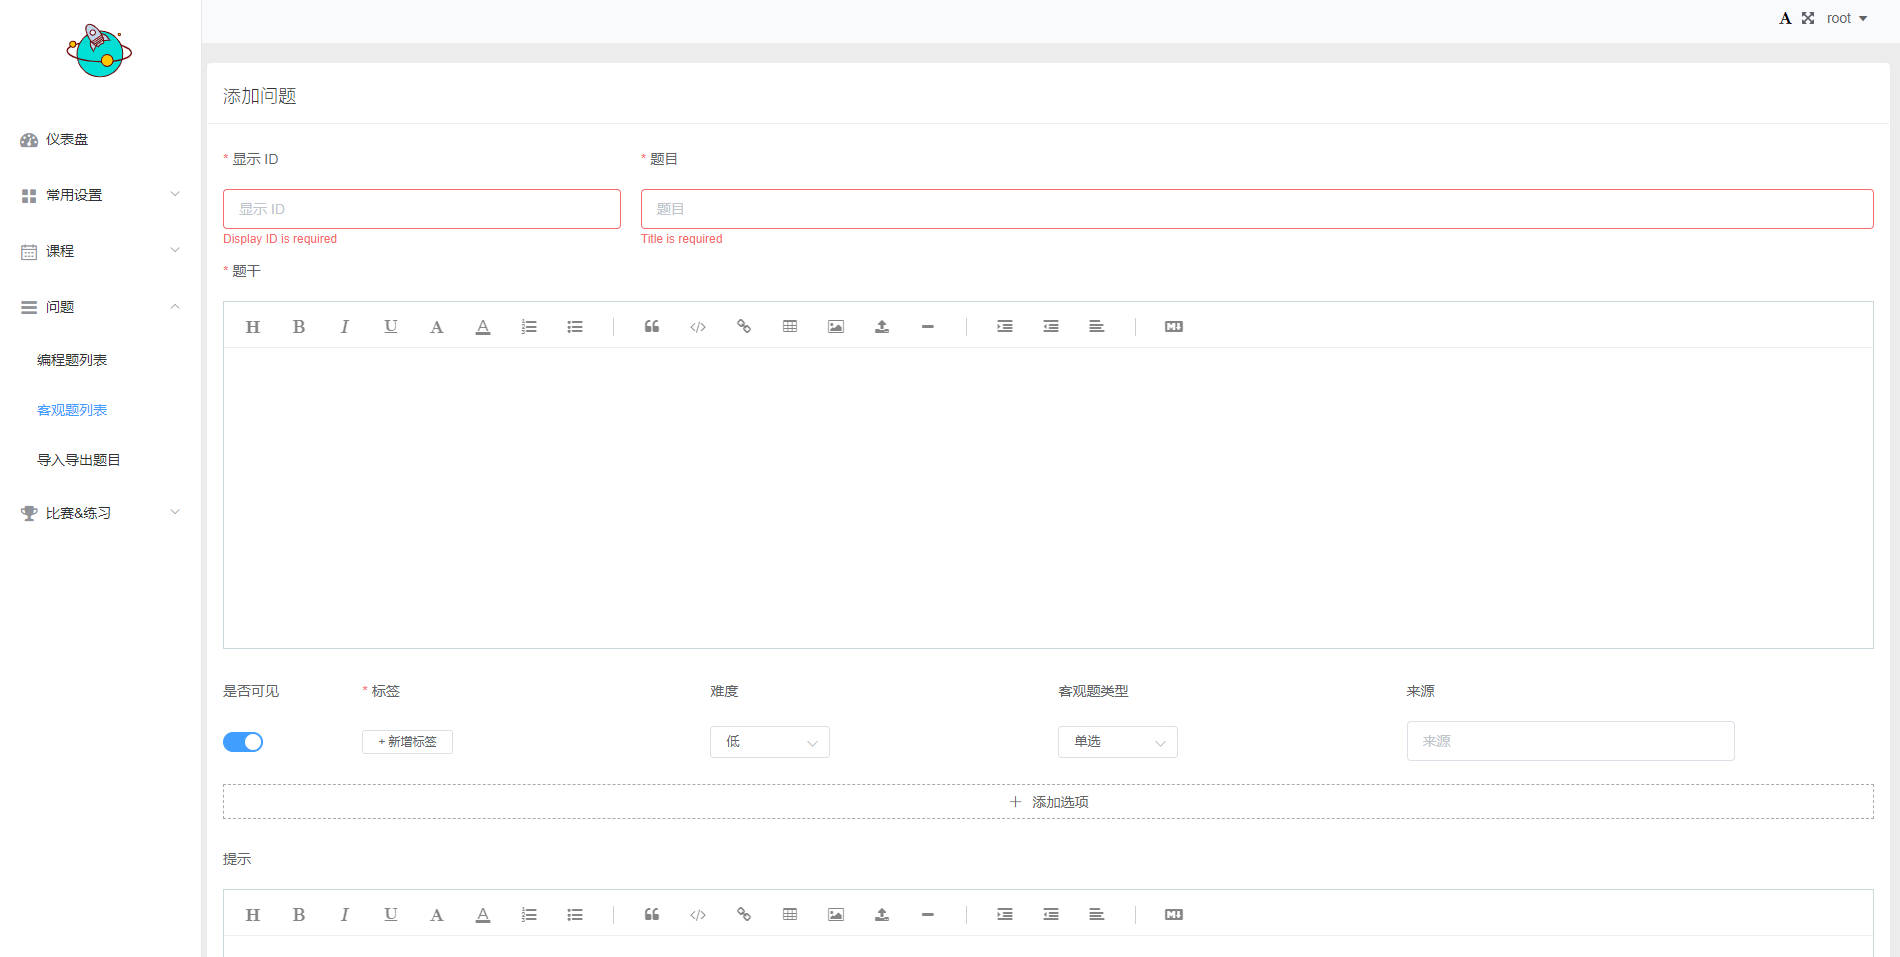 A root
仪表盘
常用设置
课程
问题
编程题列表
客观题列表
导入导出题目
比赛&练习
添加问题
* 显示 ID
* 题目
显示 ID
题目
Display ID is required
Title is required
* 题干
H B I U A A
是否可见
* 标签
难度
客观题类型
来源
+ 新增标签
低
单选
来源
添加选项
提示
H B I U A A